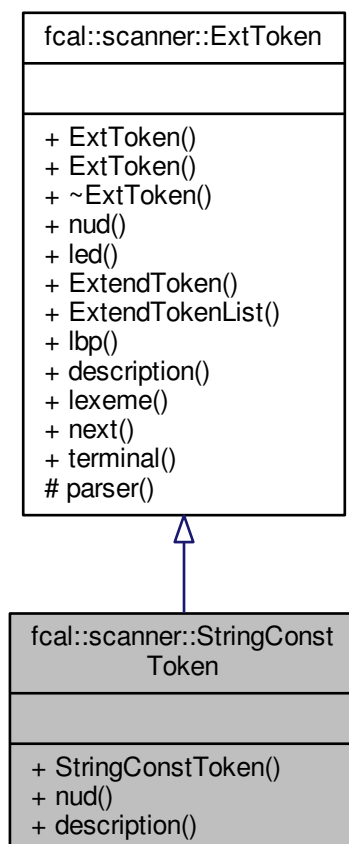 fcal::scanner::ExtToken
+ ExtToken()
+ ExtToken()
+ ~ExtToken()
+ nud()
+ led()
+ ExtendToken()
+ ExtendTokenList()
+ lbp()
+ description()
+ lexeme()
+ next()
+ terminal()
# parser()
fcal::scanner::StringConst
Token
+ StringConstToken()
+ nud()
+ description()